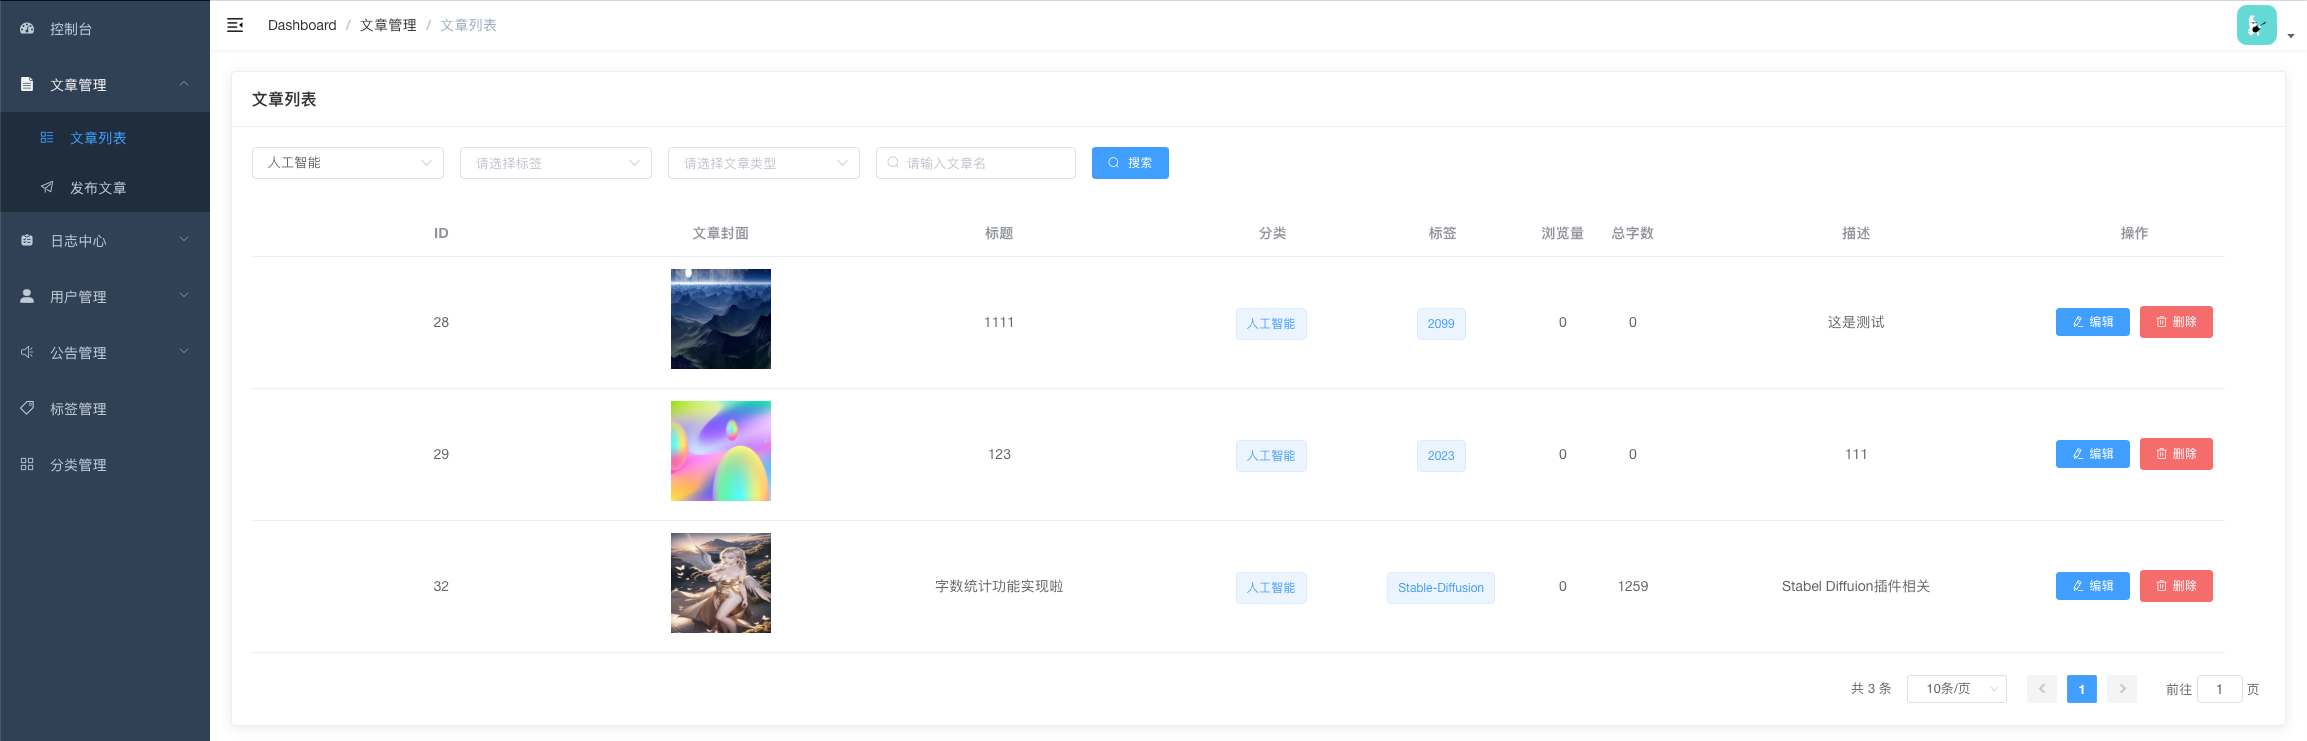 控制台
文章管理
文章列表
发布文章
日志中心
用户管理
公告管理
标签管理
分类管理
Dashboard / 文章管理 / 文章列表
文章列表
人工智能 请选择标签 请选择文章类型 请输入文章名 搜索
ID 文章封面 标题 分类 标签 浏览量 总字数 描述 操作
28 1111 人工智能 2099 0 0 这是测试 编辑 删除
29 123 人工智能 2023 0 0 111 编辑 删除
32 字数统计功能实现啦 人工智能 Stable-Diffusion 0 1259 Stabel Diffuion插件相关 编辑 删除
共 3 条 10条/页 1 前往 1 页